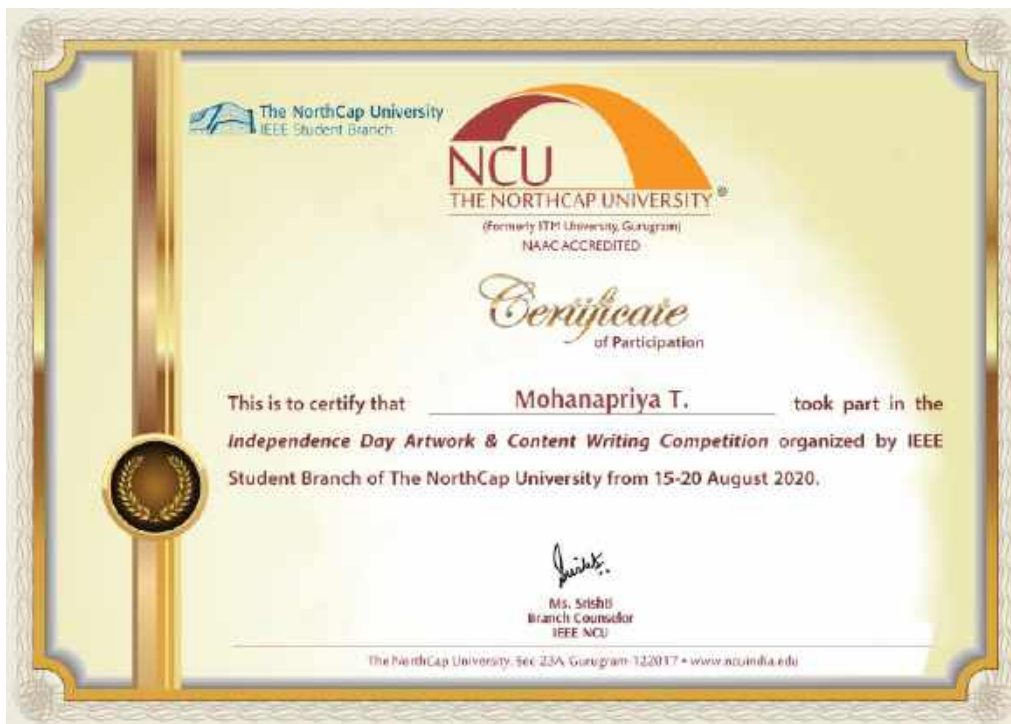 The NorthCap University
IEEE Student Branch
NCU
THE NORTHCAP UNIVERSITY®
(Formerly ITM University, Gurugram)
NAAC ACCREDITED
Certificate
of Participation
This is to certify that Mohanapriya T. took part in the
Independence Day Artwork & Content Writing Competition organized by IEEE
Student Branch of The NorthCap University from 15-20 August 2020.
Ms. Srishti
Branch Counselor
IEEE NCU
The NorthCap University, Sec-23A, Gurugram-122017 • www.ncuindia.edu